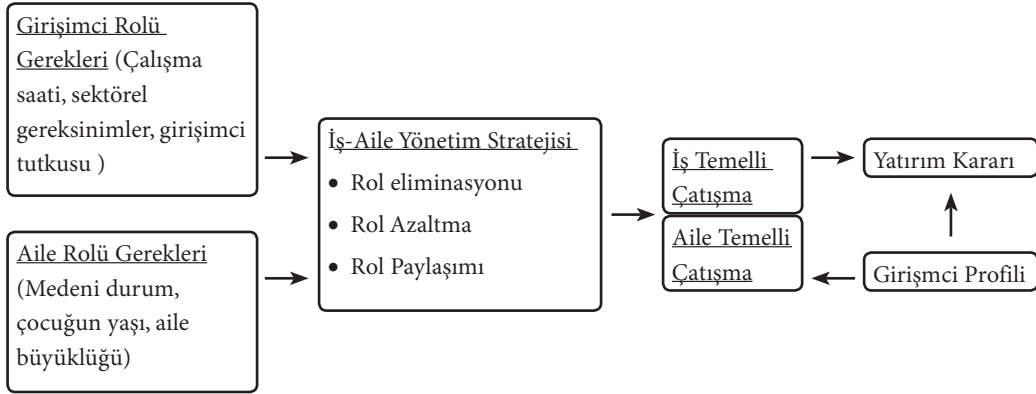 Girişimci Rolü
Gerekleri (Çalışma
saati, sektörel
gereksinimler, girişimci
tutkusu )
Aile Rolü Gerekleri
(Medeni durum,
çocuğun yaşı, aile
büyüklüğü)
İş-Aile Yönetim Stratejisi
• Rol eliminasyonu
• Rol Azaltma
• Rol Paylaşımı
İş Temelli
Çatışma
Aile Temelli
Çatışma
Yatırım Kararı
Girişmci Profili